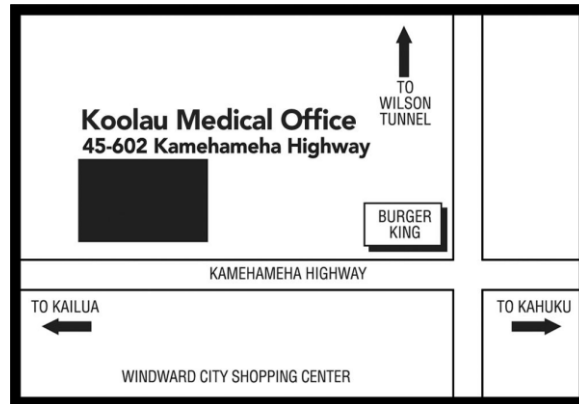 TO
WILSON
TUNNEL
Koolau Medical Office
45-602 Kamehameha Highway
BURGER
KING
KAMEHAMEHA HIGHWAY
TO KAILUA
TO KAHUKU
WINDWARD CITY SHOPPING CENTER